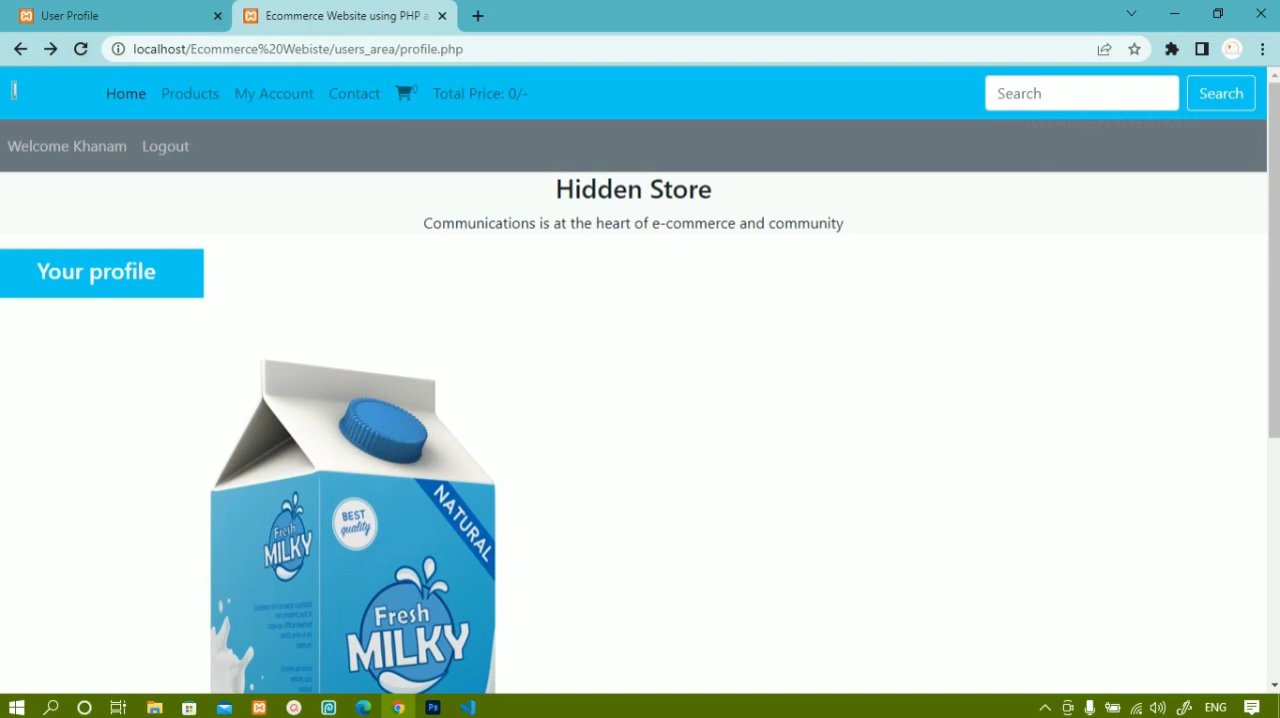 User Profile
Ecommerce Website using PHP a
localhost/Ecommerce%20Webiste/users_area/profile.php
Home Products My Account Contact 0 Total Price: 0/- Search Search
Welcome Khanam Logout
Hidden Store
Communications is at the heart of e-commerce and community
Your profile
NATURAL
BEST
quality
Fresh
MILKY
Fresh
MILKY
ENG